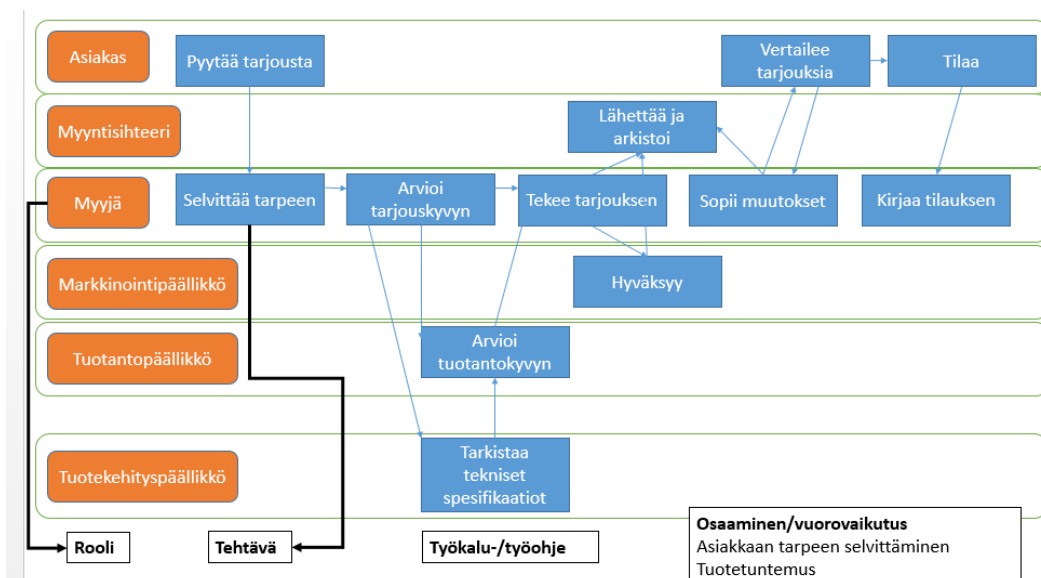 Asiakas
Pyytää tarjousta
Vertailee
tarjouksia
Tilaa
Myyntisihteeri
Lähettää ja
arkistoi
Myyjä
Selvittää tarpeen
Arvioi
tarjouskyvyn
Tekee tarjouksen
Sopii muutokset
Kirjaa tilauksen
Markkinointipäällikkö
Hyväksyy
Tuotantopäällikkö
Arvioi
tuotantokyvyn
Tuotekehityspäällikkö
Tarkistaa
tekniset
spesifikaatiot
Rooli
Tehtävä
Työkalu-/työohje
Osaaminen/vuorovaikutus
Asiakkaan tarpeen selvittäminen
Tuotetuntemus